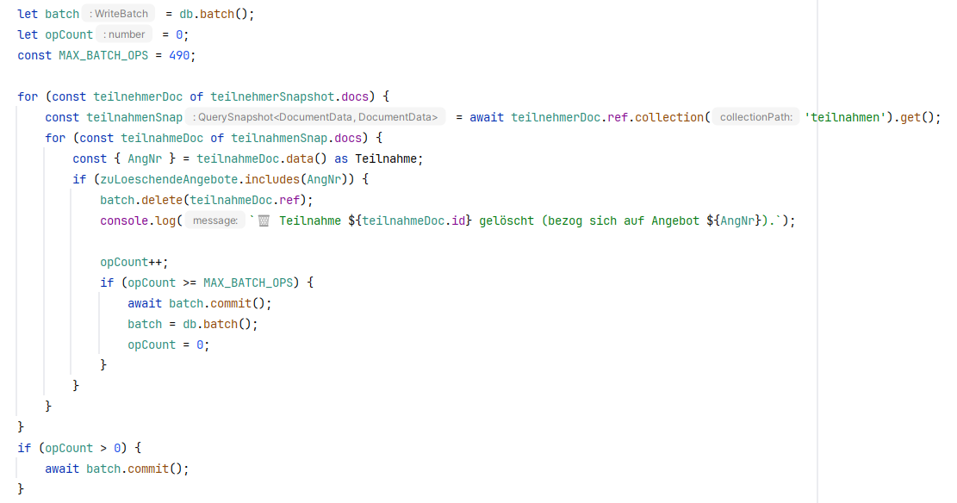 let batch : WriteBatch = db.batch();
let opCount : number = 0;
const MAX_BATCH_OPS = 490;

for (const teilnehmerDoc of teilnehmerSnapshot.docs) {
    const teilnahmenSnap : QuerySnapshot<DocumentData, DocumentData> = await teilnehmerDoc.ref.collection( collectionPath: 'teilnahmen').get();
    for (const teilnahmeDoc of teilnahmenSnap.docs) {
        const { AngNr } = teilnahmeDoc.data() as Teilnahme;
        if (zuLoeschendeAngebote.includes(AngNr)) {
            batch.delete(teilnahmeDoc.ref);
            console.log( message: `🗑 Teilnahme ${teilnahmeDoc.id} gelöscht (bezog sich auf Angebot ${AngNr}).`);

            opCount++;
            if (opCount >= MAX_BATCH_OPS) {
                await batch.commit();
                batch = db.batch();
                opCount = 0;
            }
        }
    }
}
if (opCount > 0) {
    await batch.commit();
}